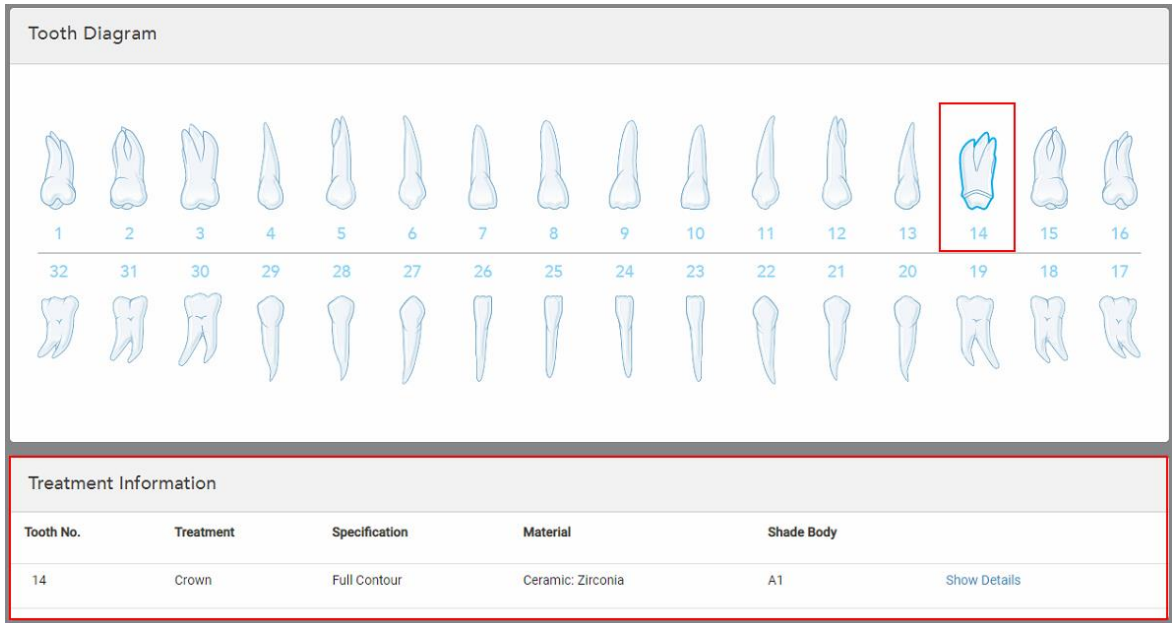 Tooth Diagram
1 2 3 4 5 6 7 8 9 10 11 12 13 14 15 16
32 31 30 29 28 27 26 25 24 23 22 21 20 19 18 17
Treatment Information
Tooth No. Treatment Specification Material Shade Body
14 Crown Full Contour Ceramic: Zirconia A1 Show Details